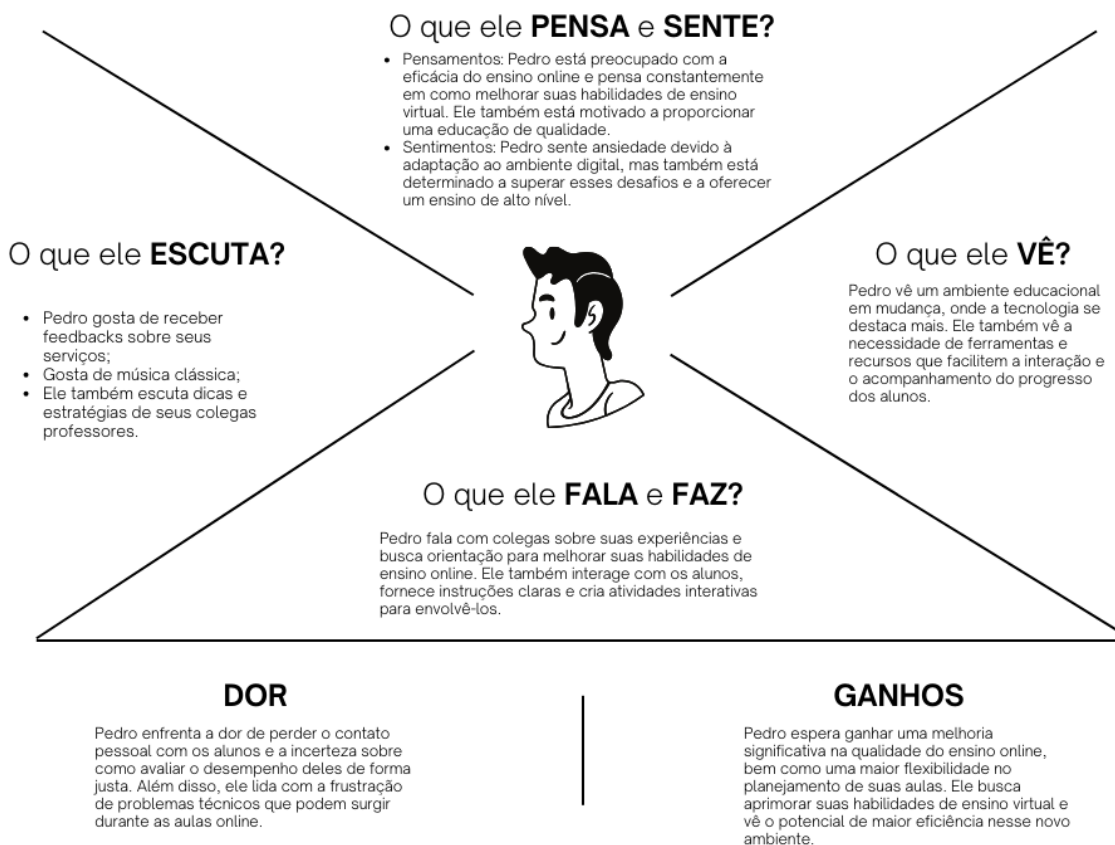 O que ele PENSA e SENTE?
• Pensamentos: Pedro está preocupado com a
eficácia do ensino online e pensa constantemente
em como melhorar suas habilidades de ensino
virtual. Ele também está motivado a proporcionar
uma educação de qualidade.
• Sentimentos: Pedro sente ansiedade devido à
adaptação ao ambiente digital, mas também está
determinado a superar esses desafios e a oferecer
um ensino de alto nível.
O que ele ESCUTA?
• Pedro gosta de receber
feedbacks sobre seus
serviços;
• Gosta de música clássica;
• Ele também escuta dicas e
estratégias de seus colegas
professores.
O que ele VÊ?
Pedro vê um ambiente educacional
em mudança, onde a tecnologia se
destaca mais. Ele também vê a
necessidade de ferramentas e
recursos que facilitem a interação e
o acompanhamento do progresso
dos alunos.
O que ele FALA e FAZ?
Pedro fala com colegas sobre suas experiências e
busca orientação para melhorar suas habilidades de
ensino online. Ele também interage com os alunos,
fornece instruções claras e cria atividades interativas
para envolvê-los.
DOR
Pedro enfrenta a dor de perder o contato
pessoal com os alunos e a incerteza sobre
como avaliar o desempenho deles de forma
justa. Além disso, ele lida com a frustração
de problemas técnicos que podem surgir
durante as aulas online.
GANHOS
Pedro espera ganhar uma melhoria
significativa na qualidade do ensino online,
bem como uma maior flexibilidade no
planejamento de suas aulas. Ele busca
aprimorar suas habilidades de ensino virtual e
vê o potencial de maior eficiência nesse novo
ambiente.